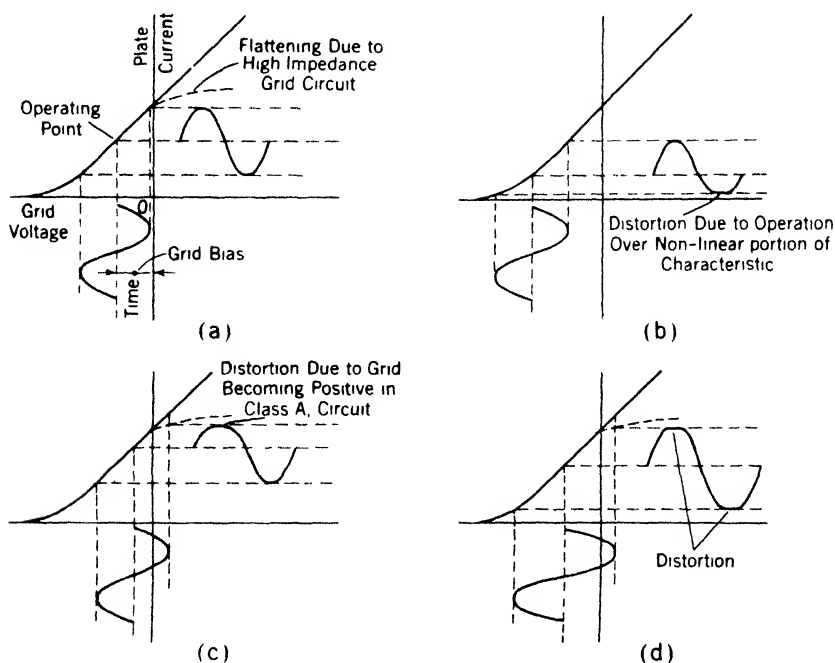 Plate
Current
Flattening Due to
High Impedance
Grid Circuit
Operating
Point
Grid
Voltage
O
Grid Bias
Time
(a)
Distortion Due to Operation
Over Non-linear portion of
Characteristic
(b)
Distortion Due to Grid
Becoming Positive in
Class A, Circuit
(c)
Distortion
(d)